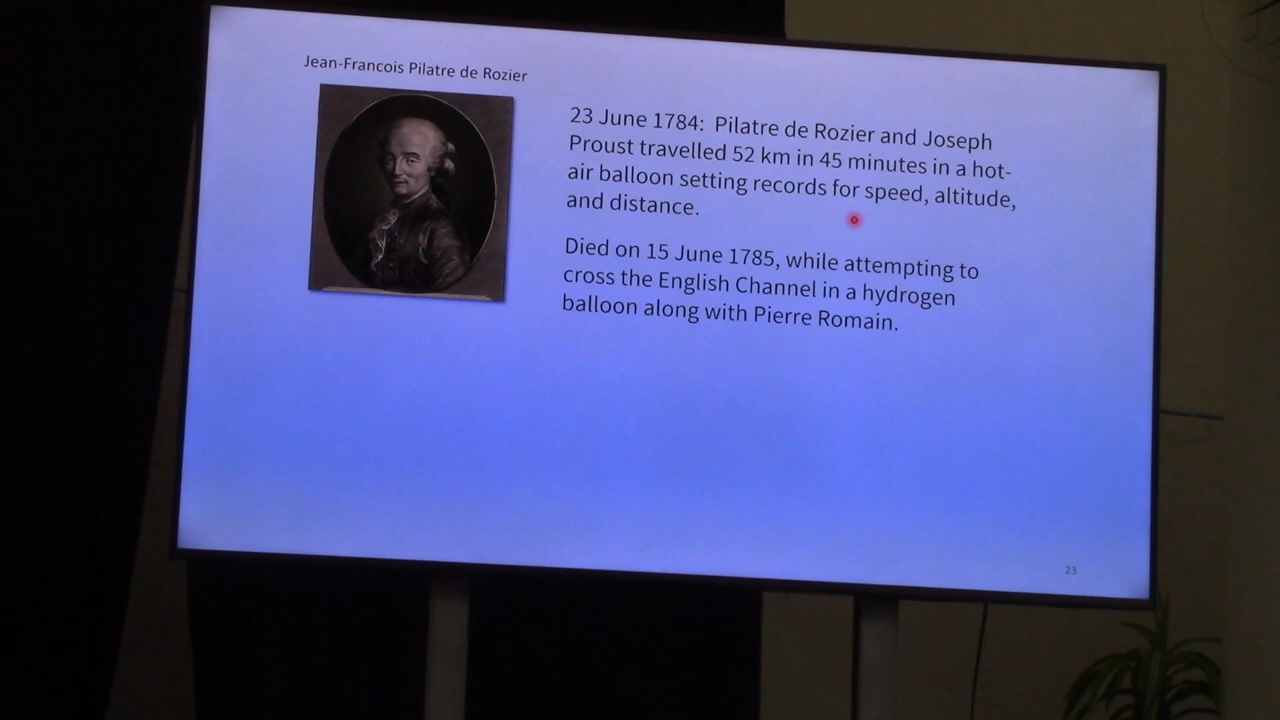 Jean-Francois Pilatre de Rozier
23 June 1784: Pilatre de Rozier and Joseph
Proust travelled 52 km in 45 minutes in a hot-
air balloon setting records for speed, altitude,
and distance.
Died on 15 June 1785, while attempting to
cross the English Channel in a hydrogen
balloon along with Pierre Romain.
23